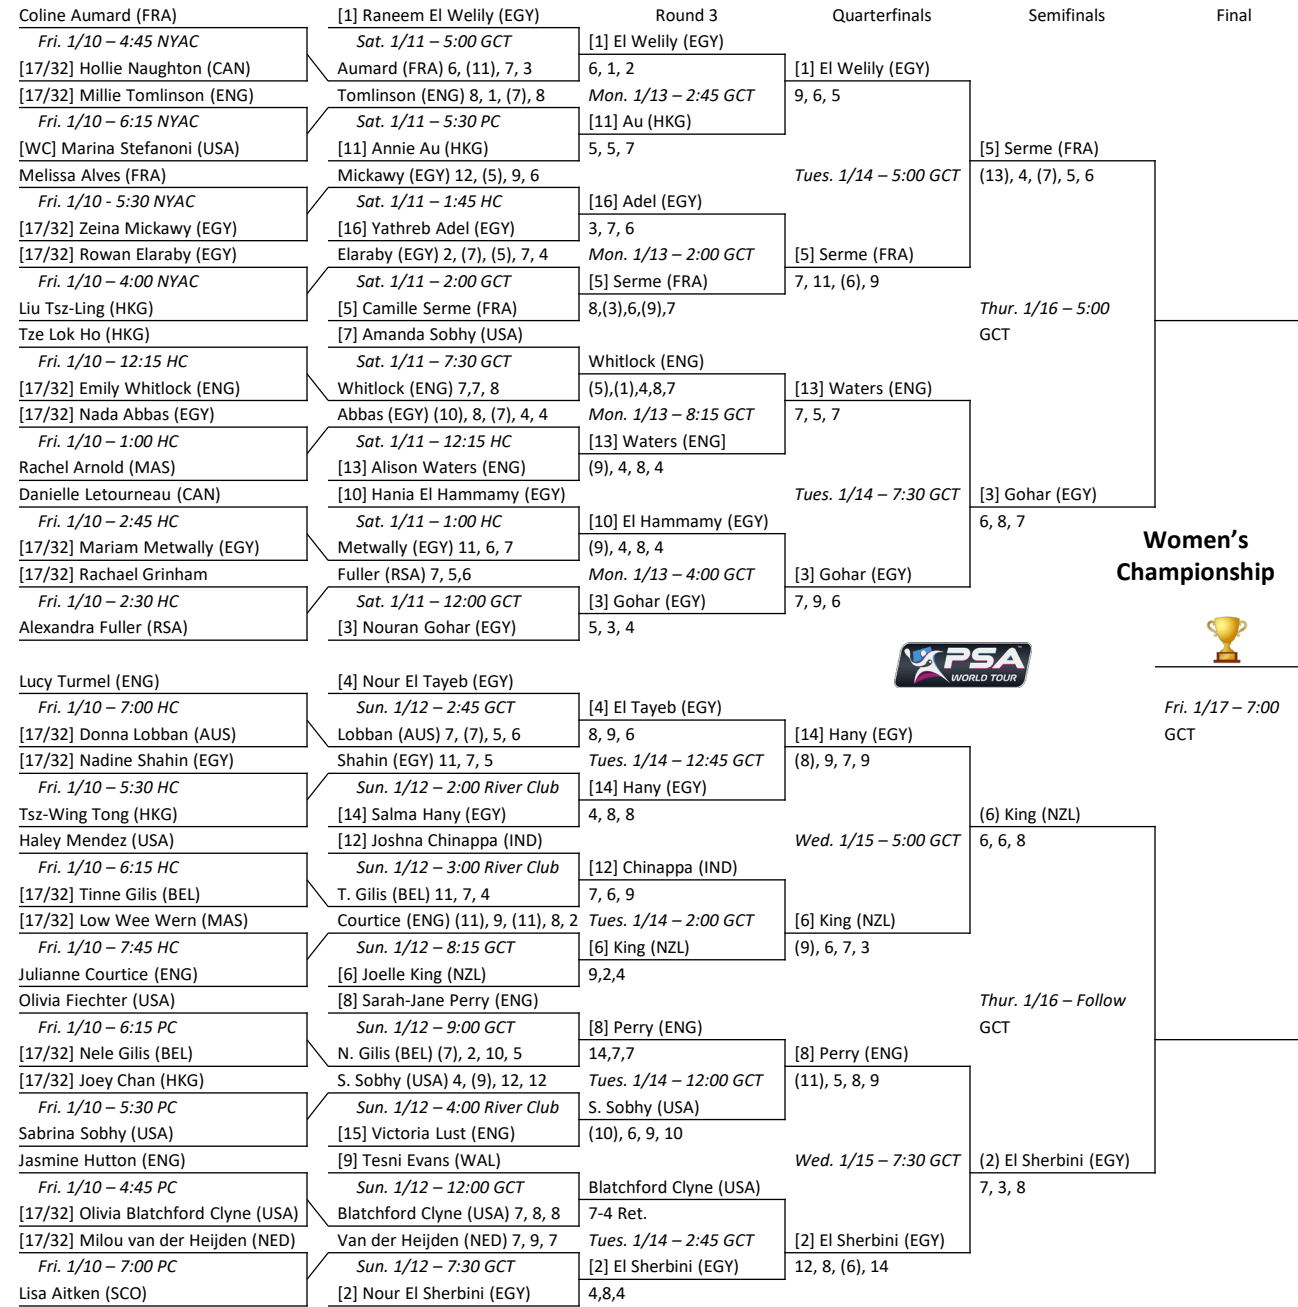 Coline Aumard (FRA) [1] Raneem El Welily (EGY) Round 3 Quarterfinals Semifinals Final
Fri. 1/10 – 4:45 NYAC Sat. 1/11 – 5:00 GCT [1] El Welily (EGY)
[17/32] Hollie Naughton (CAN) Aumard (FRA) 6, (11), 7, 3 6, 1, 2 [1] El Welily (EGY)
[17/32] Millie Tomlinson (ENG) Tomlinson (ENG) 8, 1, (7), 8 Mon. 1/13 – 2:45 GCT 9, 6, 5
Fri. 1/10 – 6:15 NYAC Sat. 1/11 – 5:30 PC [11] Au (HKG)
[WC] Marina Stefanoni (USA) [11] Annie Au (HKG) 5, 5, 7 [5] Serme (FRA)
Melissa Alves (FRA) Mickawy (EGY) 12, (5), 9, 6 Tues. 1/14 – 5:00 GCT (13), 4, (7), 5, 6
Fri. 1/10 - 5:30 NYAC Sat. 1/11 – 1:45 HC [16] Adel (EGY)
[17/32] Zeina Mickawy (EGY) [16] Yathreb Adel (EGY) 3, 7, 6
[17/32] Rowan Elaraby (EGY) Elaraby (EGY) 2, (7), (5), 7, 4 Mon. 1/13 – 2:00 GCT [5] Serme (FRA)
Fri. 1/10 – 4:00 NYAC Sat. 1/11 – 2:00 GCT [5] Serme (FRA) 7, 11, (6), 9
Liu Tsz-Ling (HKG) [5] Camille Serme (FRA) 8,(3),6,(9),7 Thur. 1/16 – 5:00
Tze Lok Ho (HKG) [7] Amanda Sobhy (USA) GCT
Fri. 1/10 – 12:15 HC Sat. 1/11 – 7:30 GCT Whitlock (ENG)
[17/32] Emily Whitlock (ENG) Whitlock (ENG) 7,7, 8 (5),(1),4,8,7 [13] Waters (ENG)
[17/32] Nada Abbas (EGY) Abbas (EGY) (10), 8, (7), 4, 4 Mon. 1/13 – 8:15 GCT 7, 5, 7
Fri. 1/10 – 1:00 HC Sat. 1/11 – 12:15 HC [13] Waters (ENG]
Rachel Arnold (MAS) [13] Alison Waters (ENG) (9), 4, 8, 4
Danielle Letourneau (CAN) [10] Hania El Hammamy (EGY) Tues. 1/14 – 7:30 GCT [3] Gohar (EGY)
Fri. 1/10 – 2:45 HC Sat. 1/11 – 1:00 HC [10] El Hammamy (EGY) 6, 8, 7
[17/32] Mariam Metwally (EGY) Metwally (EGY) 11, 6, 7 (9), 4, 8, 4 Women's
[17/32] Rachael Grinham Fuller (RSA) 7, 5,6 Mon. 1/13 – 4:00 GCT [3] Gohar (EGY) Championship
Fri. 1/10 – 2:30 HC Sat. 1/11 – 12:00 GCT [3] Gohar (EGY) 7, 9, 6
Alexandra Fuller (RSA) [3] Nouran Gohar (EGY) 5, 3, 4
PSA
WORLD TOUR
Lucy Turmel (ENG) [4] Nour El Tayeb (EGY)
Fri. 1/10 – 7:00 HC Sun. 1/12 – 2:45 GCT [4] El Tayeb (EGY) Fri. 1/17 – 7:00
[17/32] Donna Lobban (AUS) Lobban (AUS) 7, (7), 5, 6 8, 9, 6 [14] Hany (EGY) GCT
[17/32] Nadine Shahin (EGY) Shahin (EGY) 11, 7, 5 Tues. 1/14 – 12:45 GCT (8), 9, 7, 9
Fri. 1/10 – 5:30 HC Sun. 1/12 – 2:00 River Club [14] Hany (EGY)
Tsz-Wing Tong (HKG) [14] Salma Hany (EGY) 4, 8, 8 (6) King (NZL)
Haley Mendez (USA) [12] Joshna Chinappa (IND) Wed. 1/15 – 5:00 GCT 6, 6, 8
Fri. 1/10 – 6:15 HC Sun. 1/12 – 3:00 River Club [12] Chinappa (IND)
[17/32] Tinne Gilis (BEL) T. Gilis (BEL) 11, 7, 4 7, 6, 9
[17/32] Low Wee Wern (MAS) Courtice (ENG) (11), 9, (11), 8, 2 Tues. 1/14 – 2:00 GCT [6] King (NZL)
Fri. 1/10 – 7:45 HC Sun. 1/12 – 8:15 GCT [6] King (NZL) (9), 6, 7, 3
Julianne Courtice (ENG) [6] Joelle King (NZL) 9,2,4
Olivia Fiechter (USA) [8] Sarah-Jane Perry (ENG) Thur. 1/16 – Follow
Fri. 1/10 – 6:15 PC Sun. 1/12 – 9:00 GCT [8] Perry (ENG) GCT
[17/32] Nele Gilis (BEL) N. Gilis (BEL) (7), 2, 10, 5 14,7,7 [8] Perry (ENG)
[17/32] Joey Chan (HKG) S. Sobhy (USA) 4, (9), 12, 12 Tues. 1/14 – 12:00 GCT (11), 5, 8, 9
Fri. 1/10 – 5:30 PC Sun. 1/12 – 4:00 River Club S. Sobhy (USA)
Sabrina Sobhy (USA) [15] Victoria Lust (ENG) (10), 6, 9, 10
Jasmine Hutton (ENG) [9] Tesni Evans (WAL) Wed. 1/15 – 7:30 GCT (2) El Sherbini (EGY)
Fri. 1/10 – 4:45 PC Sun. 1/12 – 12:00 GCT Blatchford Clyne (USA) 7, 3, 8
[17/32] Olivia Blatchford Clyne (USA) Blatchford Clyne (USA) 7, 8, 8 7-4 Ret.
[17/32] Milou van der Heijden (NED) Van der Heijden (NED) 7, 9, 7 Tues. 1/14 – 2:45 GCT [2] El Sherbini (EGY)
Fri. 1/10 – 7:00 PC Sun. 1/12 – 7:30 GCT [2] El Sherbini (EGY) 12, 8, (6), 14
Lisa Aitken (SCO) [2] Nour El Sherbini (EGY) 4,8,4